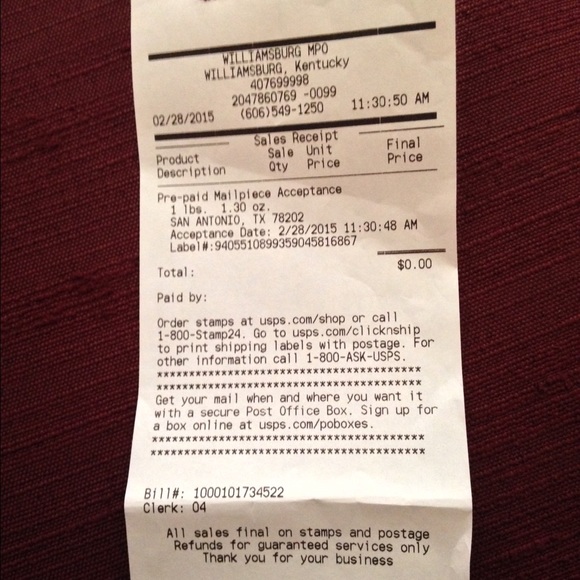 WILLIAMSBURG MPO
WILLIAMSBURG, Kentucky
407699998
2047860769 -0099
02/28/2015 (606)549-1250 11:30:50 AM
Sales Receipt
Product Sale Unit Final
Description Qty Price Price
Pre-paid Mailpiece Acceptance
1 lbs. 1.30 oz.
SAN ANTONIO, TX 78202
Acceptance Date: 2/28/2015 11:30:48 AM
Label#:9405510899359045816867
Total: $0.00
Paid by:
Order stamps at usps.com/shop or call
1-800-Stamp24. Go to usps.com/clicknship
to print shipping labels with postage. For
other information call 1-800-ASK-USPS.
****************************************
****************************************
Get your mail when and where you want it
with a secure Post Office Box. Sign up for
a box online at usps.com/poboxes.
****************************************
****************************************
Bill#: 1000101734522
Clerk: 04
All sales final on stamps and postage
Refunds for guaranteed services only
Thank you for your business